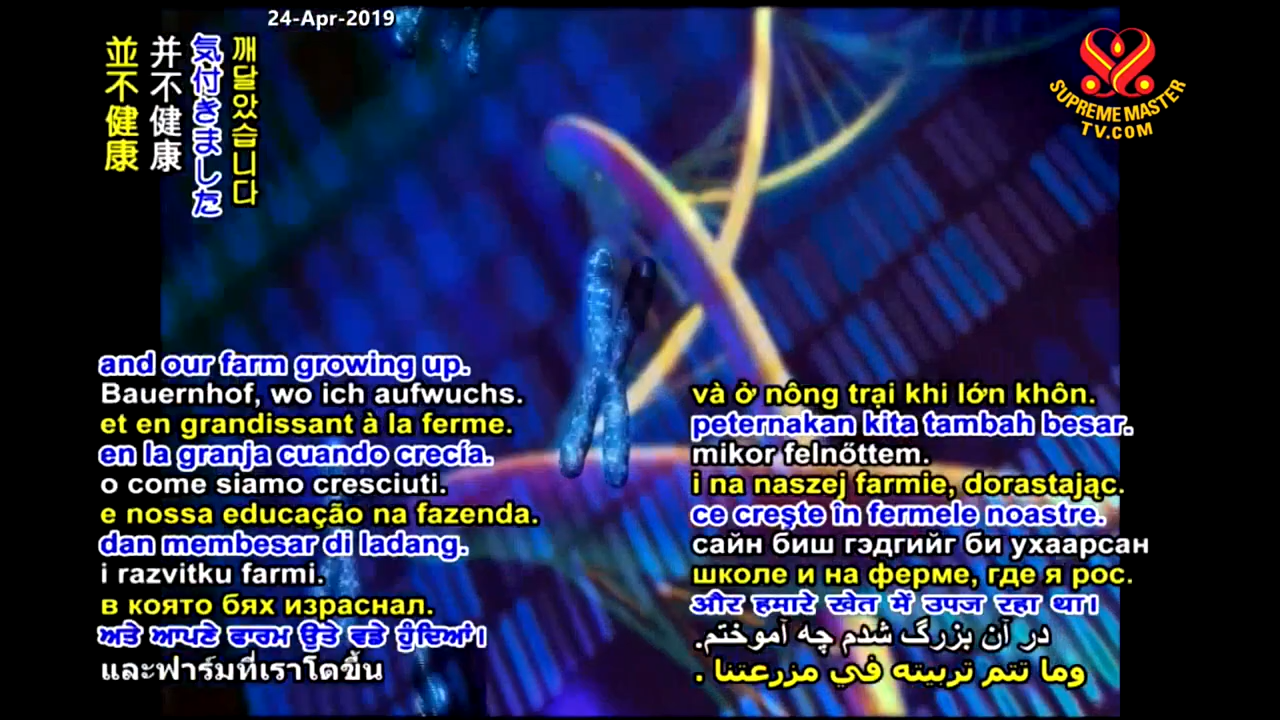 24-Apr-2019
깨달았습니다
気付きました
并不健康
並不健康
SUPREME MASTER
TV.COM
and our farm growing up.
Bauernhof, wo ich aufwuchs.
et en grandissant à la ferme.
en la granja cuando crecía.
o come siamo cresciuti.
e nossa educação na fazenda.
dan membesar di ladang.
i razvitku farmi.
в която бях израснал.
ਅਤੇ ਆਪਣੇ ਫਾਰਮ ਉਤੇ ਵਡੇ ਹੁੰਦਿਆਂ।
และฟาร์มที่เราโตขึ้น
và ở nông trại khi lớn khôn.
peternakan kita tambah besar.
mikor felnőttem.
i na naszej farmie, dorastając.
ce creşte în fermele noastre.
сайн биш гэдгийг би ухаарсан
школе и на ферме, где я рос.
और हमारे खेत में उपज रहा था।
در آن بزرگ شدم چه آموختم.
وما تتم تربيته في مزرعتنا .